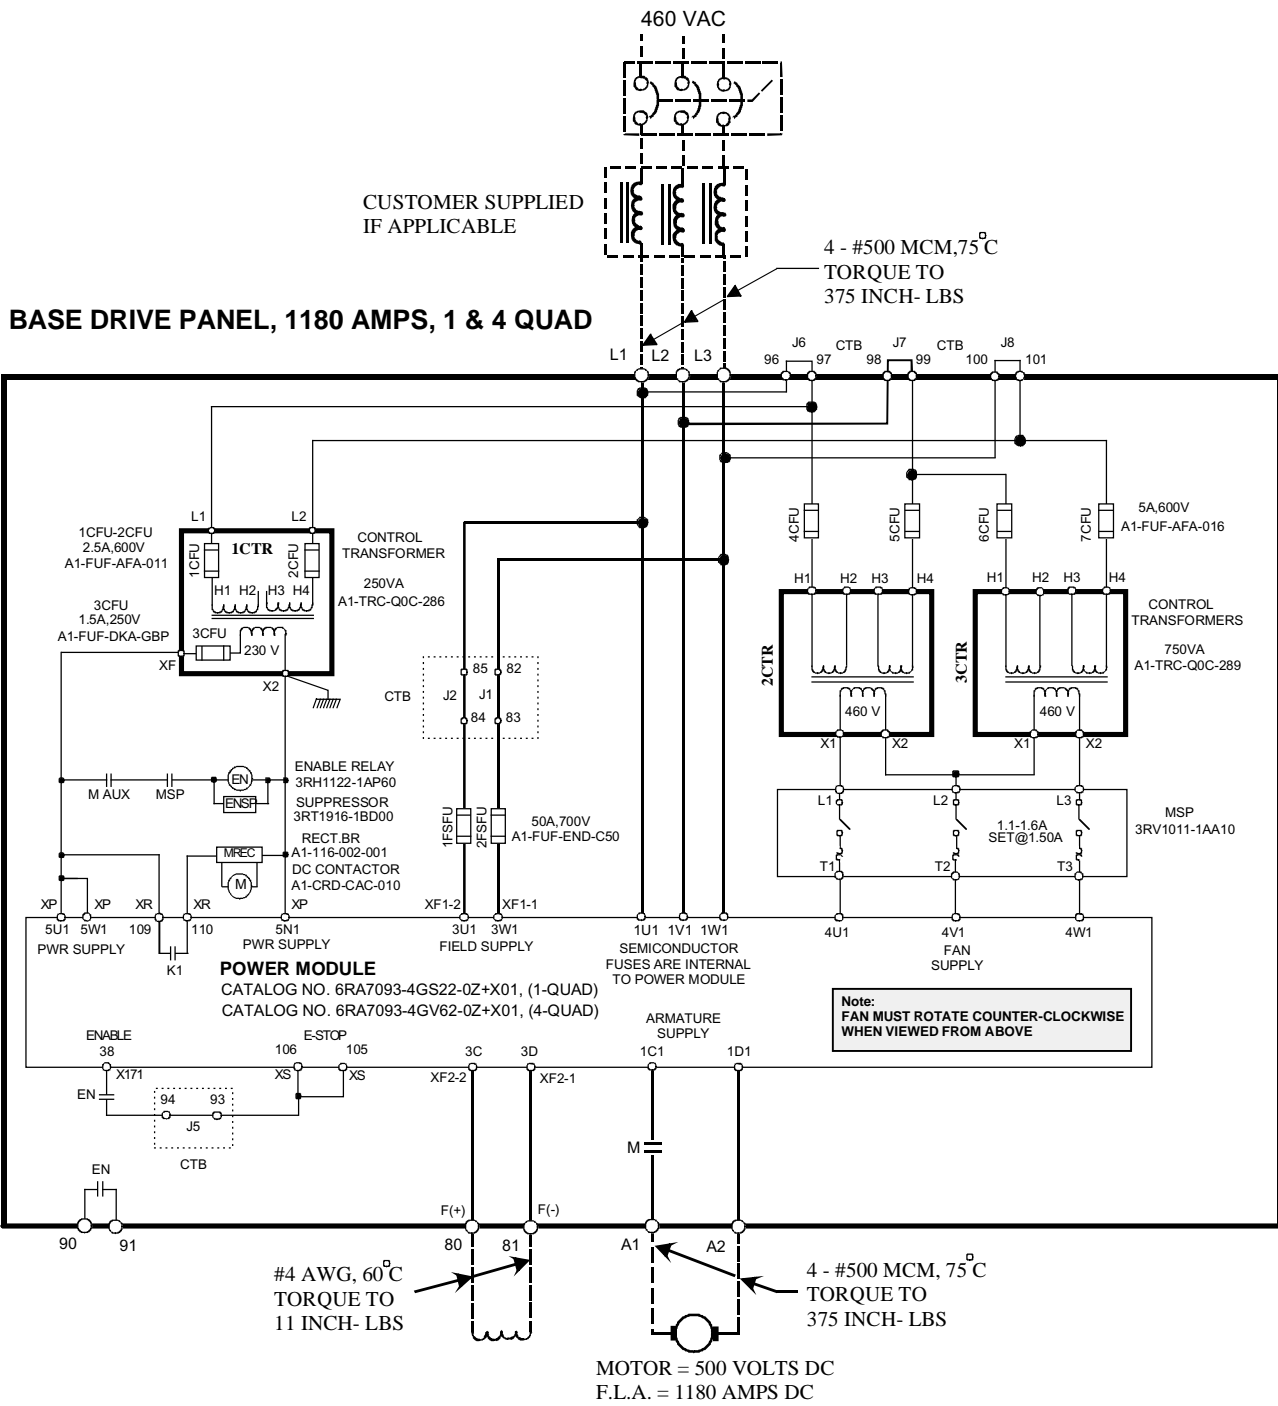 460 VAC
CUSTOMER SUPPLIED
IF APPLICABLE
4 - #500 MCM,75°C
TORQUE TO
375 INCH- LBS
BASE DRIVE PANEL, 1180 AMPS, 1 & 4 QUAD
L1 L2 L3
J6 CTB J7 CTB J8
96 97 98 99 100 101
1CFU-2CFU
2.5A,600V
A1-FUF-AFA-011
L1 L2
1CTR
1CFU
2CFU
H1 H2 H3 H4
CONTROL
TRANSFORMER
250VA
A1-TRC-Q0C-286
3CFU
1.5A,250V
A1-FUF-DKA-GBP
3CFU
230 V
XF
X2
4CFU
5CFU
6CFU
7CFU
5A,600V
A1-FUF-AFA-016
H1 H2 H3 H4
H1 H2 H3 H4
2CTR
3CTR
CONTROL
TRANSFORMERS
750VA
A1-TRC-Q0C-289
460 V
460 V
X1 X2
X1 X2
CTB
85 82
J2 J1
84 83
M AUX
MSP
EN
ENSP
ENABLE RELAY
3RH1122-1AP60
SUPPRESSOR
3RT1916-1BD00
RECT.BR
A1-116-002-001
DC CONTACTOR
A1-CRD-CAC-010
MREC
M
1FSFU
2FSFU
50A,700V
A1-FUF-END-C50
L1 L2 L3
1.1-1.6A
SET@1.50A
T1 T2 T3
MSP
3RV1011-1AA10
XP XP XR XR XP XF1-2 XF1-1
5U1 5W1 109 110 5N1 3U1 3W1 1U1 1V1 1W1 4U1 4V1 4W1
PWR SUPPLY
K1
PWR SUPPLY
FIELD SUPPLY
SEMICONDUCTOR
FUSES ARE INTERNAL
TO POWER MODULE
FAN
SUPPLY
POWER MODULE
CATALOG NO. 6RA7093-4GS22-0Z+X01, (1-QUAD)
CATALOG NO. 6RA7093-4GV62-0Z+X01, (4-QUAD)
Note:
FAN MUST ROTATE COUNTER-CLOCKWISE
WHEN VIEWED FROM ABOVE
ENABLE
38
E-STOP
106 105
ARMATURE
SUPPLY
3C 3D 1C1 1D1
X171 XS XS XF2-2 XF2-1
EN
94 93
J5
CTB
M
EN
90 91
F(+) F(-)
80 81 A1 A2
#4 AWG, 60°C
TORQUE TO
11 INCH- LBS
4 - #500 MCM, 75°C
TORQUE TO
375 INCH- LBS
MOTOR = 500 VOLTS DC
F.L.A. = 1180 AMPS DC